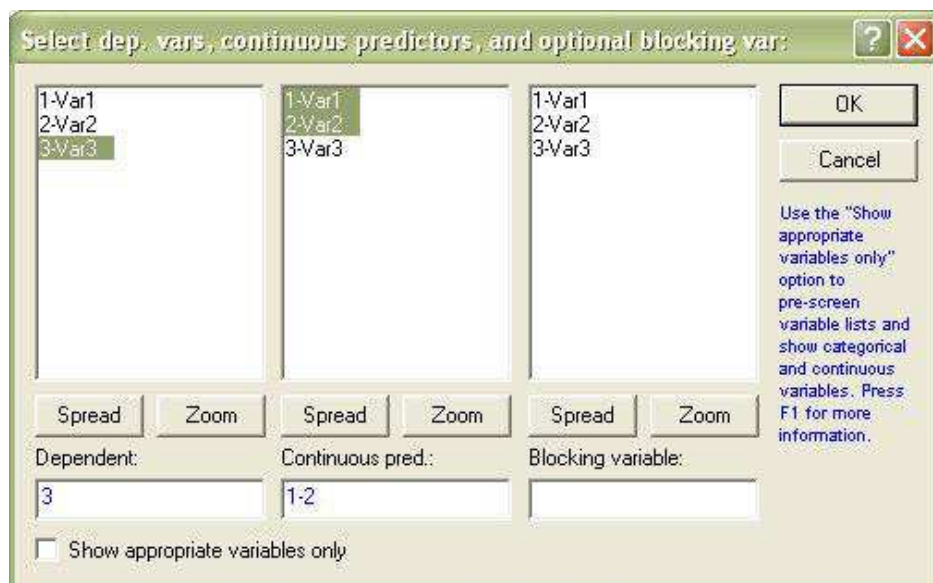 Select dep. vars, continuous predictors, and optional blocking var:
1-Var1
2-Var2
3-Var3
1-Var1
2-Var2
3-Var3
1-Var1
2-Var2
3-Var3
OK
Cancel
Use the "Show
appropriate
variables only"
option to
pre-screen
variable lists and
show categorical
and continuous
variables. Press
F1 for more
information.
Spread
Zoom
Spread
Zoom
Spread
Zoom
Dependent:
Continuous pred.:
Blocking variable:
3
1-2
Show appropriate variables only